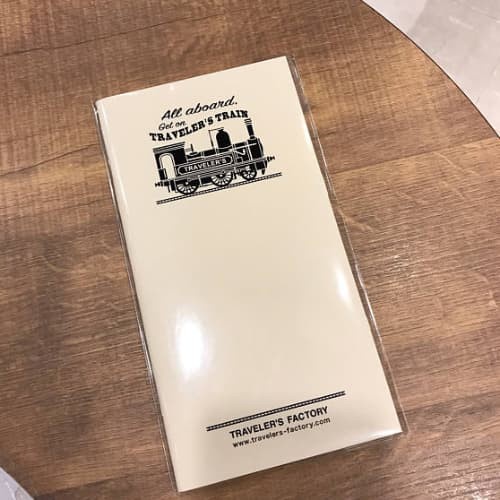 All aboard.
Get on
TRAVELER'S TRAIN
TRAVELER'S
TRAVELER'S FACTORY
www.travelers-factory.com